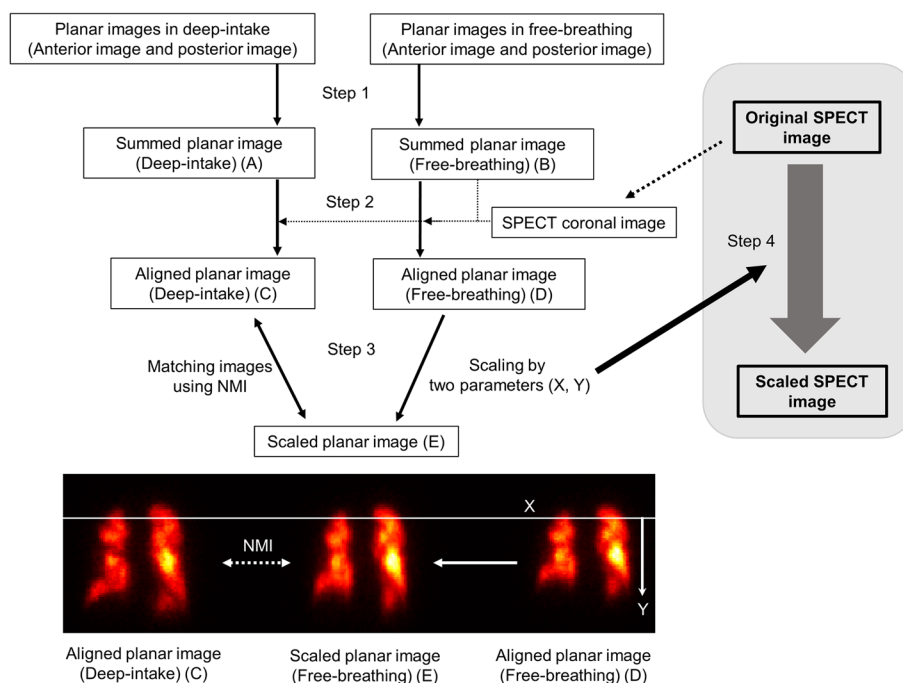 Planar images in deep-intake
(Anterior image and posterior image)
Planar images in free-breathing
(Anterior image and posterior image)
Step 1
Original SPECT
image
Summed planar image
(Deep-intake) (A)
Summed planar image
(Free-breathing) (B)
Step 2
SPECT coronal image
Step 4
Aligned planar image
(Deep-intake) (C)
Aligned planar image
(Free-breathing) (D)
Step 3
Matching images
using NMI
Scaling by
two parameters (X, Y)
Scaled SPECT
image
Scaled planar image (E)
X
NMI
Y
Aligned planar image
(Deep-intake) (C)
Scaled planar image
(Free-breathing) (E)
Aligned planar image
(Free-breathing) (D)